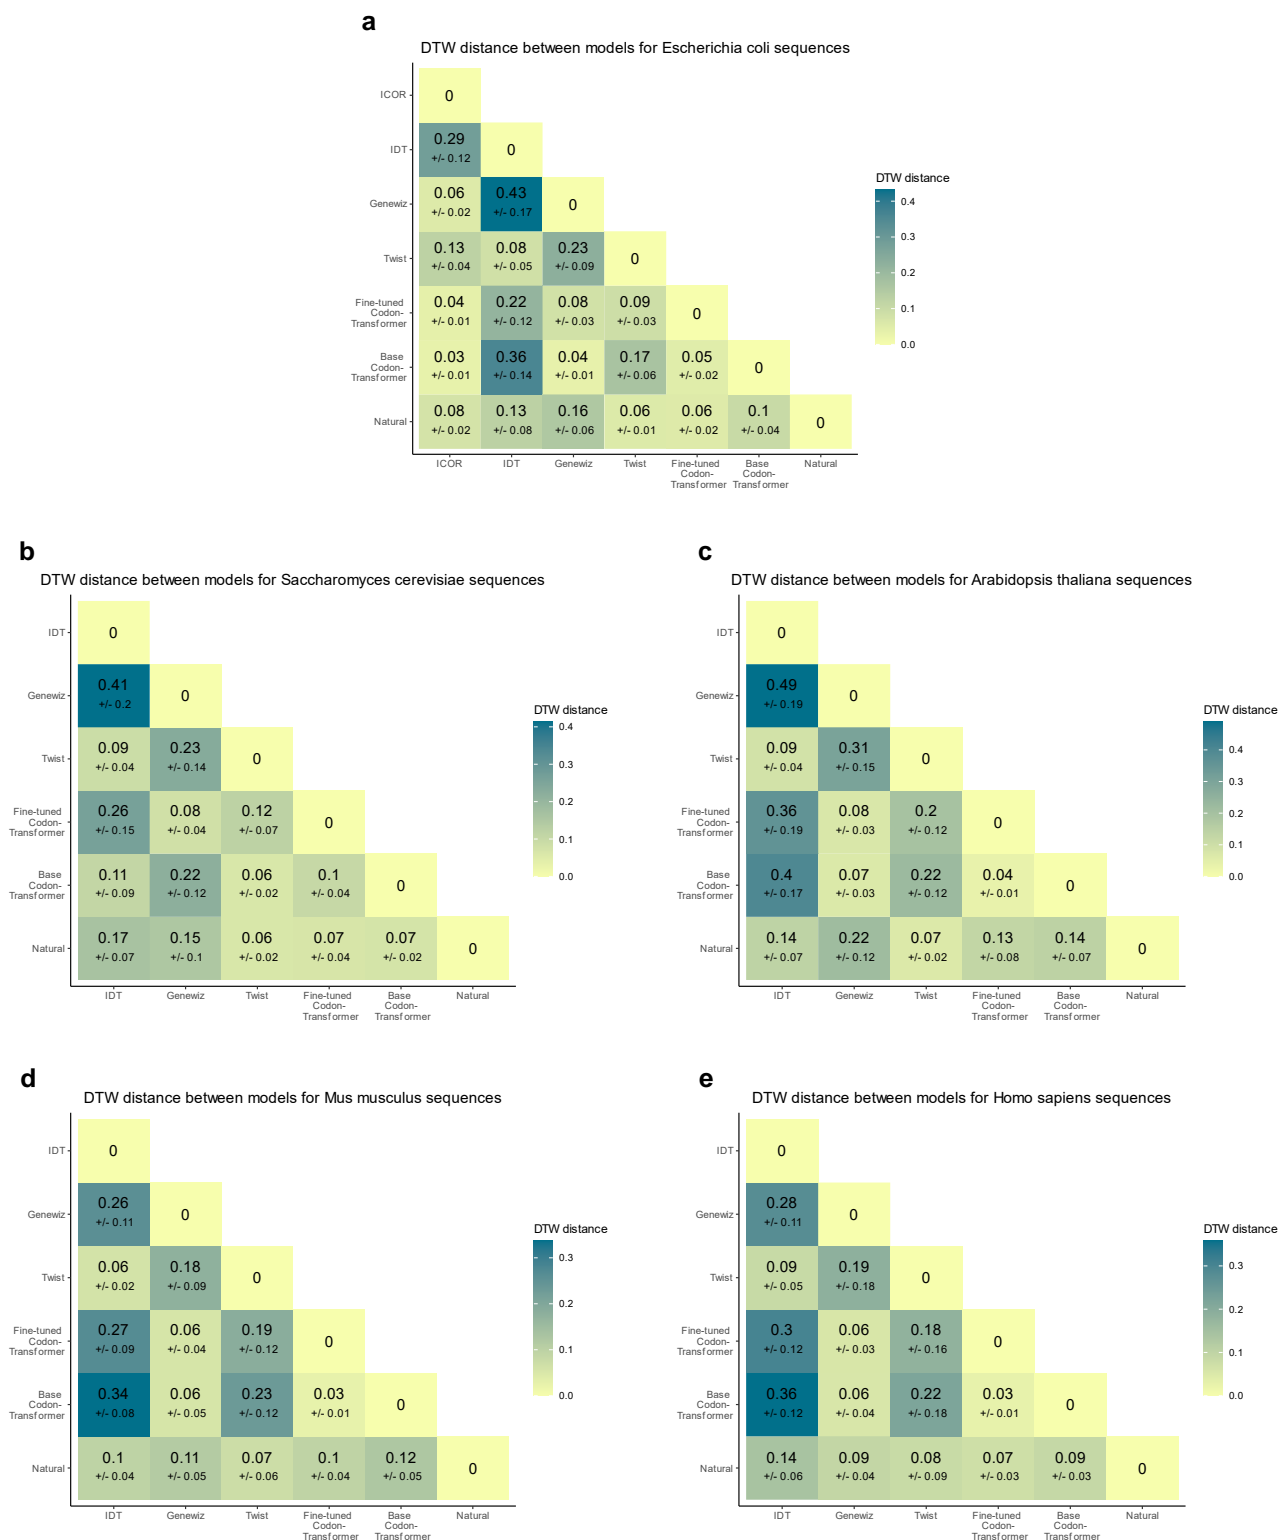 a
DTW distance between models for Escherichia coli sequences
ICOR
0
0.29
+/- 0.12
IDT
0
0.06
+/- 0.02
0.43
+/- 0.17
Genewiz
0
0.13
+/- 0.04
0.08
+/- 0.05
0.23
+/- 0.09
Twist
0
0.04
+/- 0.01
0.22
+/- 0.12
0.08
+/- 0.03
0.09
+/- 0.03
Fine-tuned
Codon-
Transformer
0
0.03
+/- 0.01
0.36
+/- 0.14
0.04
+/- 0.01
0.17
+/- 0.06
0.05
+/- 0.02
Base
Codon-
Transformer
0
0.08
+/- 0.02
0.13
+/- 0.08
0.16
+/- 0.06
0.06
+/- 0.01
0.06
+/- 0.02
0.1
+/- 0.04
Natural
0
ICOR
IDT
Genewiz
Twist
Fine-tuned
Codon-
Transformer
Base
Codon-
Transformer
Natural
DTW distance
0.4
0.3
0.2
0.1
0.0
b
DTW distance between models for Saccharomyces cerevisiae sequences
IDT
0
Genewiz
0.41
+/- 0.2
0
Twist
0.09
+/- 0.04
0.23
+/- 0.14
0
Fine-tuned
Codon-
Transformer
0.26
+/- 0.15
0.08
+/- 0.04
0.12
+/- 0.07
0
Base
Codon-
Transformer
0.11
+/- 0.09
0.22
+/- 0.12
0.06
+/- 0.02
0.1
+/- 0.04
0
Natural
0.17
+/- 0.07
0.15
+/- 0.1
0.06
+/- 0.02
0.07
+/- 0.04
0.07
+/- 0.02
0
IDT
Genewiz
Twist
Fine-tuned
Codon-
Transformer
Base
Codon-
Transformer
Natural
DTW distance
0.4
0.3
0.2
0.1
0.0
c
DTW distance between models for Arabidopsis thaliana sequences
IDT
0
Genewiz
0.49
+/- 0.19
0
Twist
0.09
+/- 0.04
0.31
+/- 0.15
0
Fine-tuned
Codon-
Transformer
0.36
+/- 0.19
0.08
+/- 0.03
0.2
+/- 0.12
0
Base
Codon-
Transformer
0.4
+/- 0.17
0.07
+/- 0.03
0.22
+/- 0.12
0.04
+/- 0.01
0
Natural
0.14
+/- 0.07
0.22
+/- 0.12
0.07
+/- 0.02
0.13
+/- 0.08
0.14
+/- 0.07
0
IDT
Genewiz
Twist
Fine-tuned
Codon-
Transformer
Base
Codon-
Transformer
Natural
DTW distance
0.4
0.3
0.2
0.1
0.0
d
DTW distance between models for Mus musculus sequences
IDT
0
Genewiz
0.26
+/- 0.11
0
Twist
0.06
+/- 0.02
0.18
+/- 0.09
0
Fine-tuned
Codon-
Transformer
0.27
+/- 0.09
0.06
+/- 0.04
0.19
+/- 0.12
0
Base
Codon-
Transformer
0.34
+/- 0.08
0.06
+/- 0.05
0.23
+/- 0.12
0.03
+/- 0.01
0
Natural
0.1
+/- 0.04
0.11
+/- 0.05
0.07
+/- 0.06
0.1
+/- 0.04
0.12
+/- 0.05
0
IDT
Genewiz
Twist
Fine-tuned
Codon-
Transformer
Base
Codon-
Transformer
Natural
DTW distance
0.3
0.2
0.1
0.0
e
DTW distance between models for Homo sapiens sequences
IDT
0
Genewiz
0.28
+/- 0.11
0
Twist
0.09
+/- 0.05
0.19
+/- 0.18
0
Fine-tuned
Codon-
Transformer
0.3
+/- 0.12
0.06
+/- 0.03
0.18
+/- 0.16
0
Base
Codon-
Transformer
0.36
+/- 0.12
0.06
+/- 0.04
0.22
+/- 0.18
0.03
+/- 0.01
0
Natural
0.14
+/- 0.06
0.09
+/- 0.04
0.08
+/- 0.09
0.07
+/- 0.03
0.09
+/- 0.03
0
IDT
Genewiz
Twist
Fine-tuned
Codon-
Transformer
Base
Codon-
Transformer
Natural
DTW distance
0.3
0.2
0.1
0.0